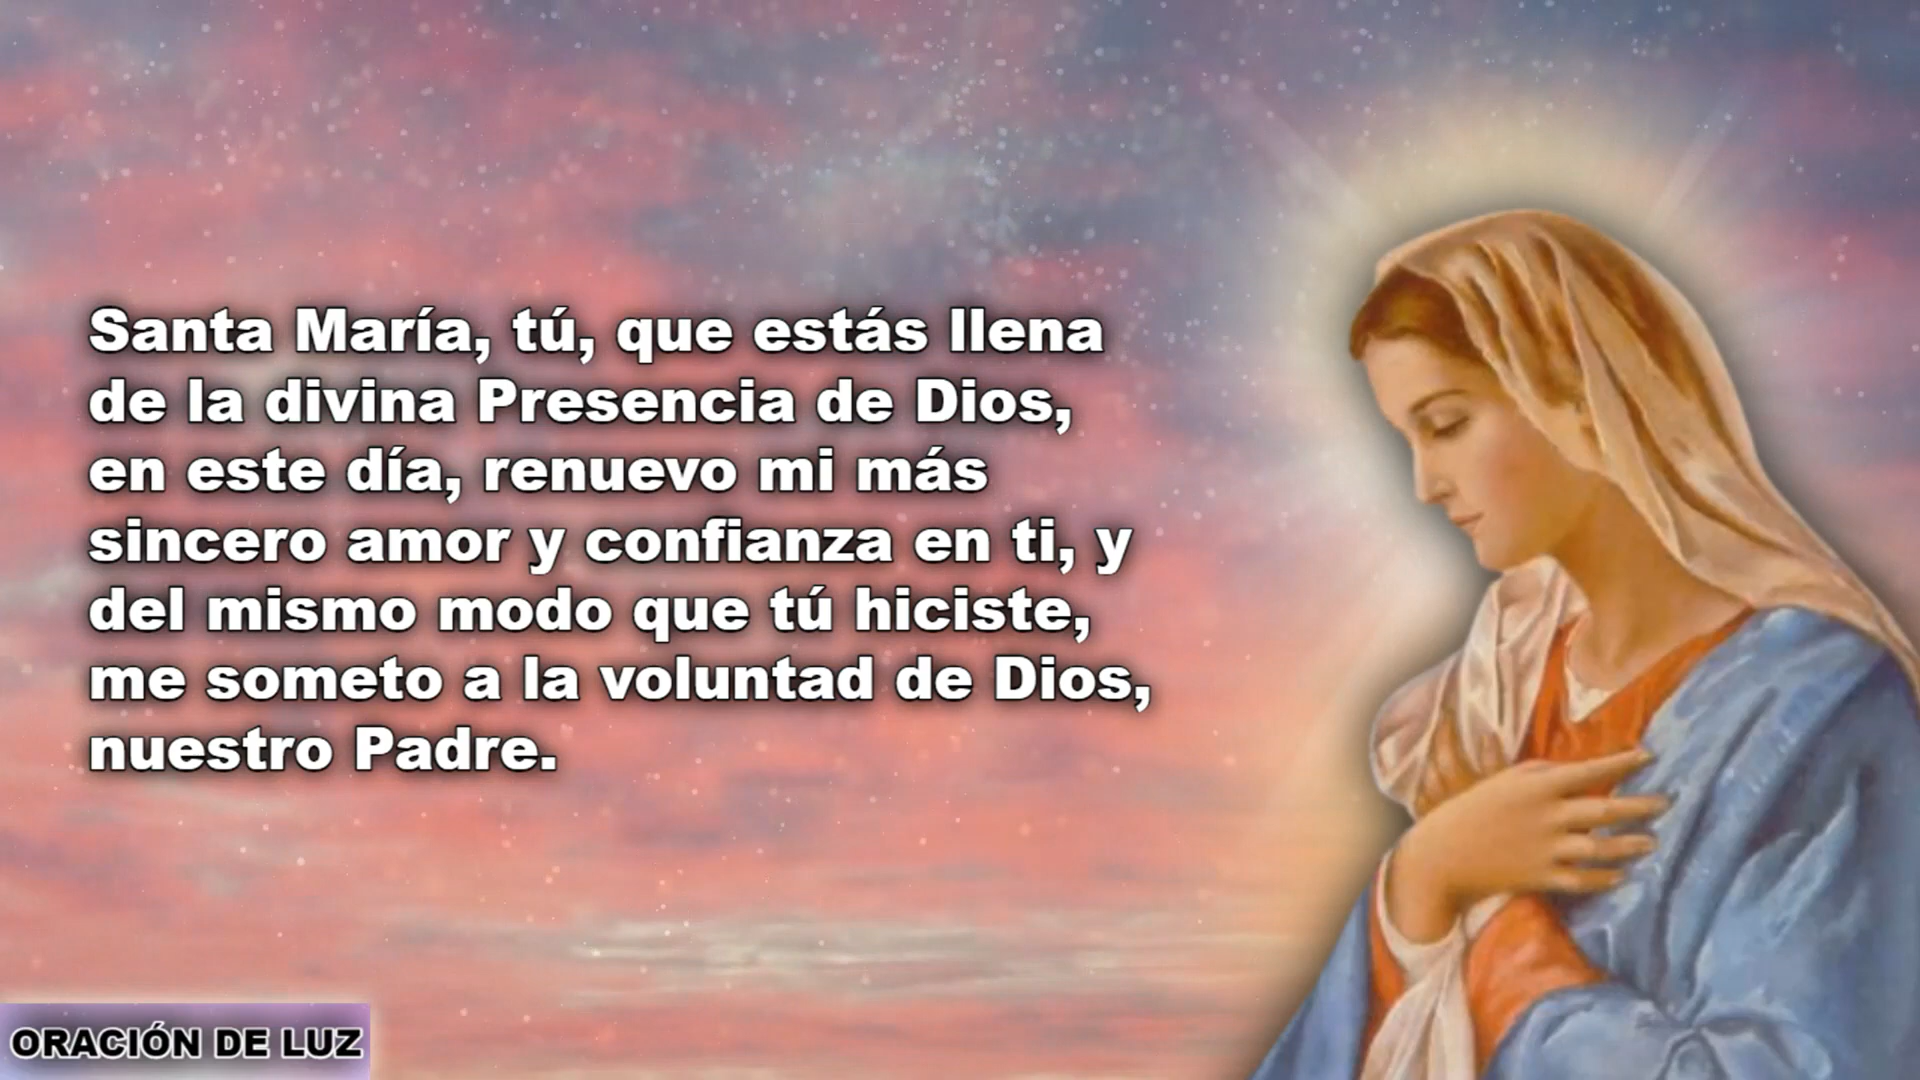 Santa María, tú, que estás llena
de la divina Presencia de Dios,
en este día, renuevo mi más
sincero amor y confianza en ti, y
del mismo modo que tú hiciste,
me someto a la voluntad de Dios,
nuestro Padre.
ORACIÓN DE LUZ